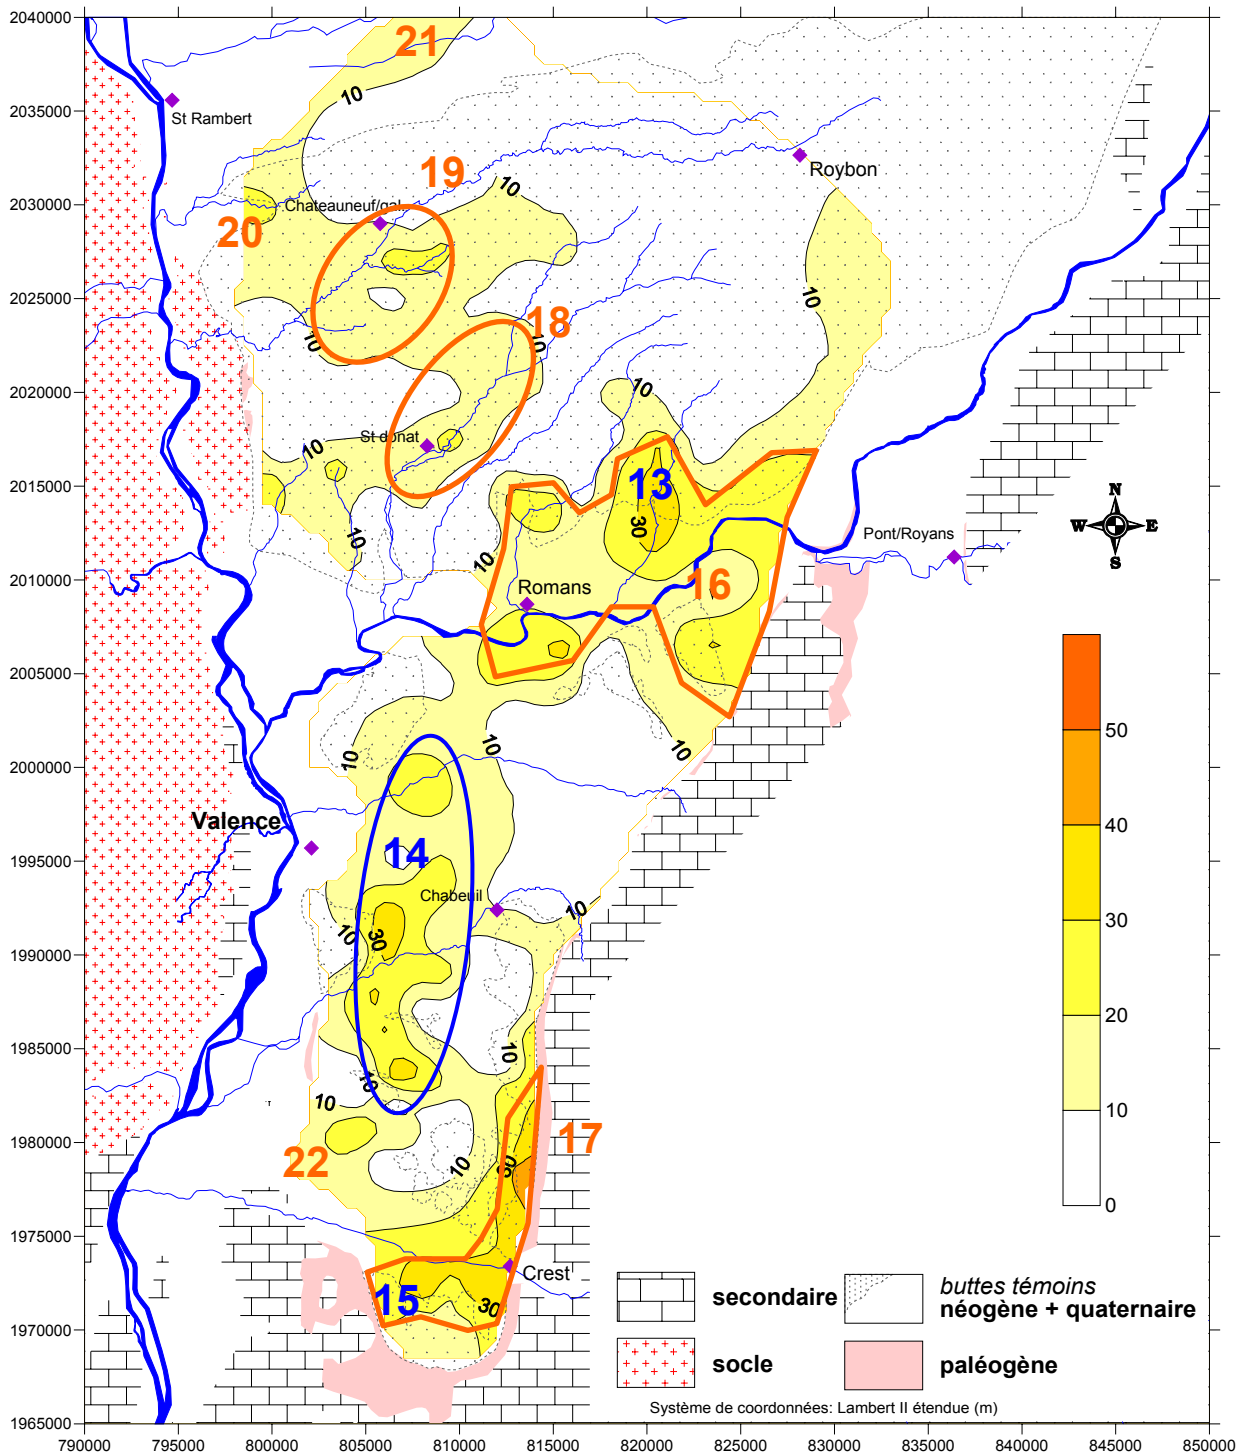 2040000
2035000
2030000
2025000
2020000
2015000
2010000
2005000
2000000
1995000
1990000
1985000
1980000
1975000
1970000
1965000
790000 795000 800000 805000 810000 815000 820000 825000 830000 835000 840000 845000 850000
21
10
St Rambert
19
Roybon
10
Chateauneuf/gal
20
10
18
10
10
10
10
St donat
10
13
30
10
10
Pont/Royans
N
W E
S
16
Romans
10
10
10
Valence
14
Chabeuil
10
10
30
10
10
10
17
22
10
30
Crest
15
30
50
40
30
20
10
0
secondaire
buttes témoins
néogène + quaternaire
socle
paléogène
Système de coordonnées: Lambert II étendue (m)